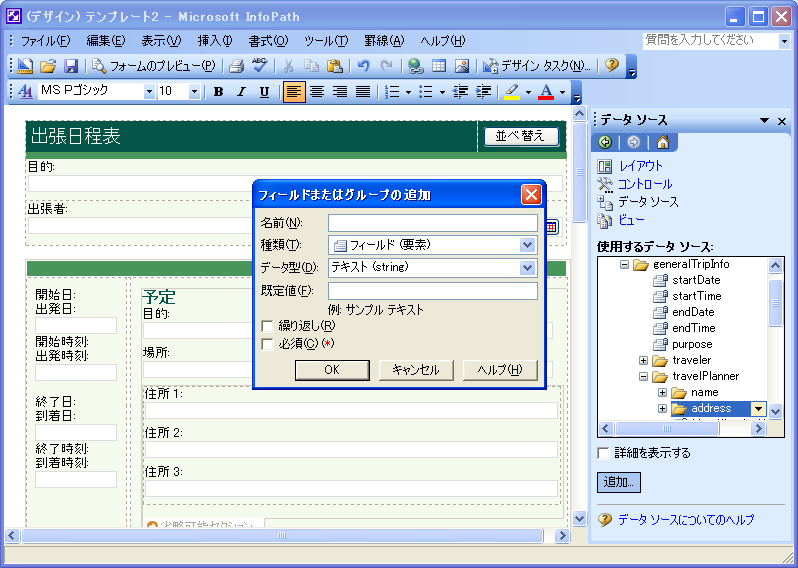 (デザイン) テンプレート2 - Microsoft InfoPath
ファイル(F) 編集(E) 表示(V) 挿入(I) 書式(O) ツール(T) 罫線(A) ヘルプ(H) 質問を入力してください
フォームのプレビュー(P) デザイン タスク(N)...
MS Pゴシック 10 B I U
出張日程表 並べ替え
目的:
出張者:
開始日:
出発日:
開始時刻:
出発時刻:
終了日:
到着日:
終了時刻:
到着時刻:
予定
目的:
場所:
住所 1:
住所 2:
住所 3:
省略可能セクション
フィールドまたはグループの追加
名前(N):
種類(T): フィールド (要素)
データ型(D): テキスト (string)
既定値(F):
例: サンプル テキスト
繰り返し(R)
必須(C) (*)
OK キャンセル ヘルプ(H)
データ ソース
レイアウト
コントロール
データ ソース
ビュー
使用するデータ ソース:
generalTripInfo
startDate
startTime
endDate
endTime
purpose
traveler
travelPlanner
name
address
詳細を表示する
追加...
データ ソースについてのヘルプ